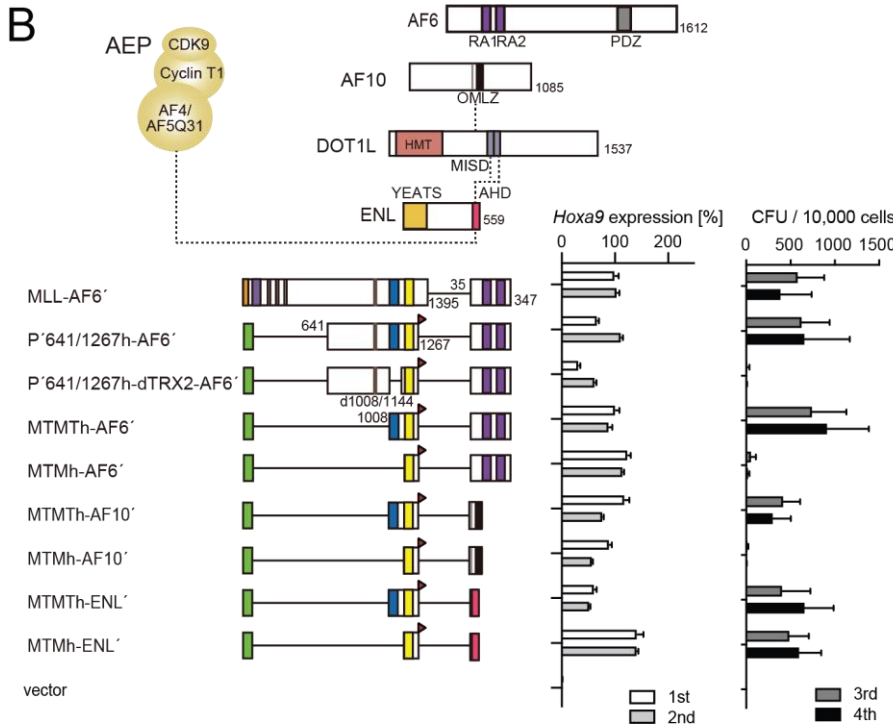 B
AEP
CDK9
Cyclin T1
AF4/
AF5Q31
AF6
1612
RA1RA2
PDZ
AF10
1085
OMLZ
DOT1L
HMT
1537
MISD
YEATS
AHD
ENL
559
Hoxa9 expression [%]
CFU / 10,000 cells
0 100 200
0 500 1000 1500
MLL-AF6′
35
1395
347
P′641/1267h-AF6′
641
1267
P′641/1267h-dTRX2-AF6′
d1008/1144
1008
MTMTh-AF6′
MTMh-AF6′
MTMTh-AF10′
MTMh-AF10′
MTMTh-ENL′
MTMh-ENL′
vector
1st
2nd
3rd
4th